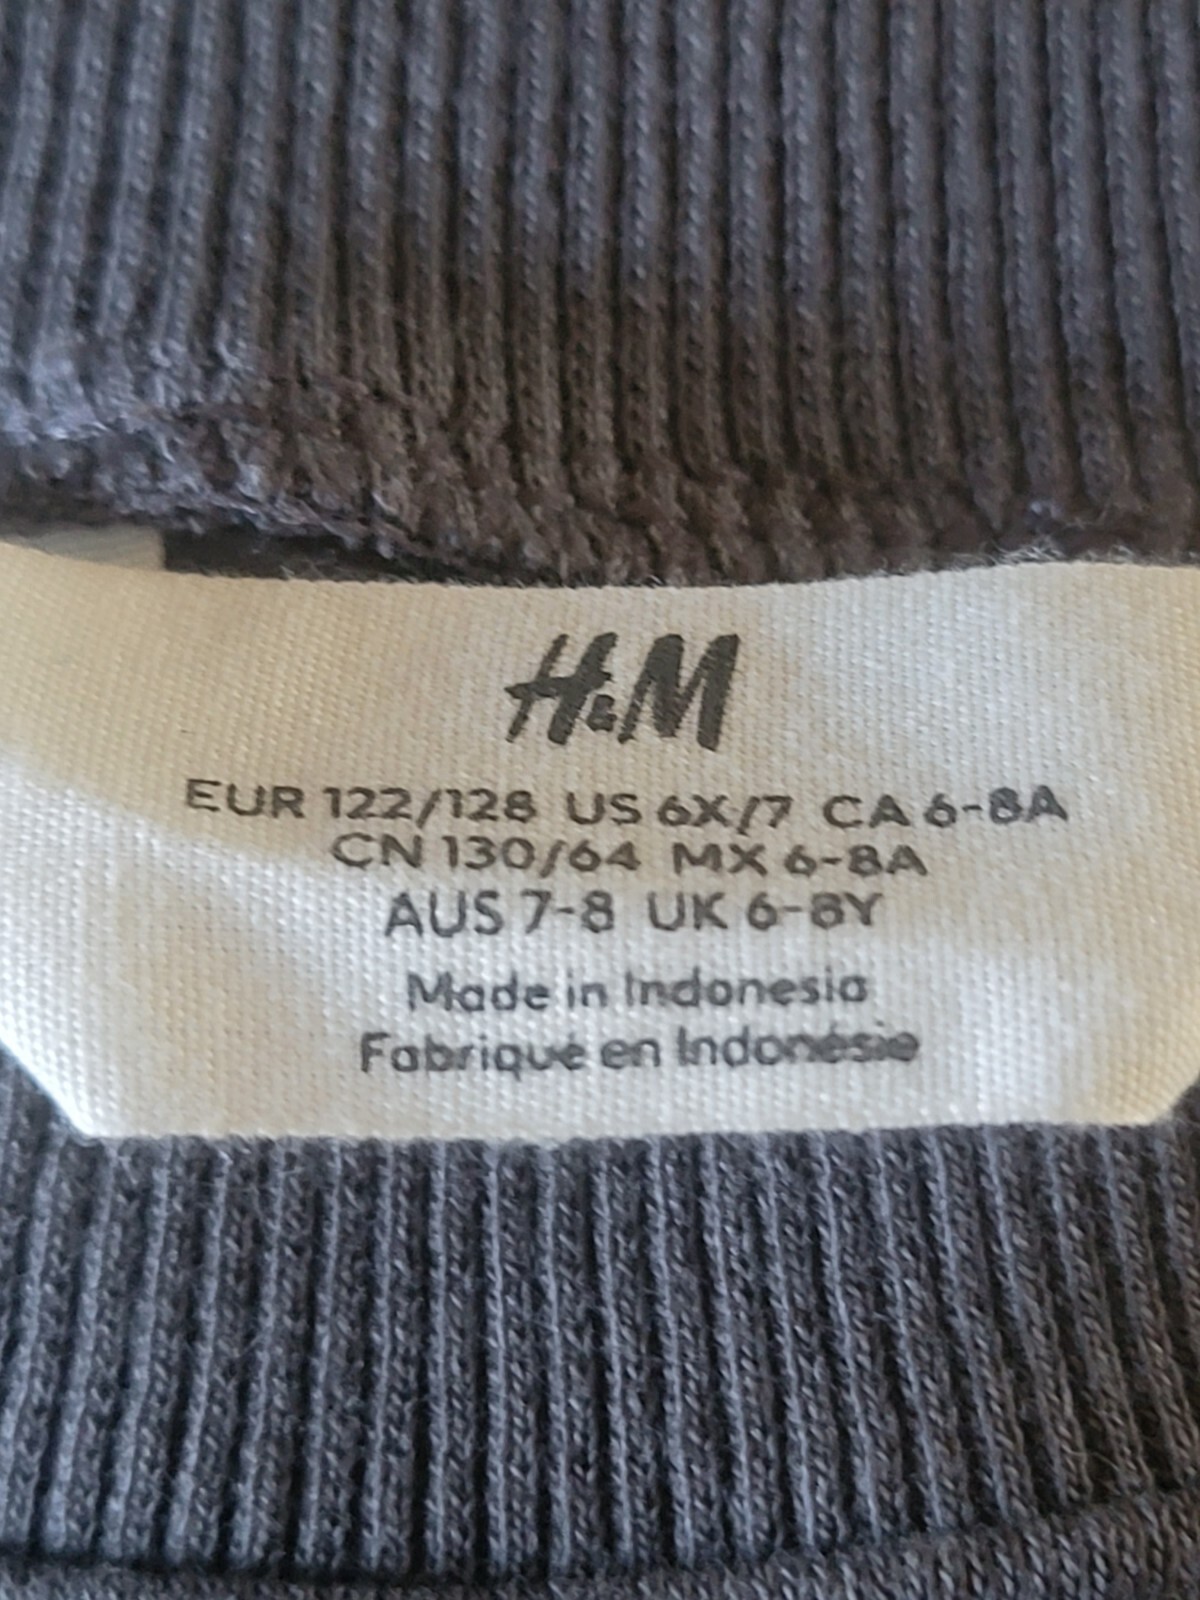 H&M
EUR 122/128 US 6X/7 CA 6-8A
CN 130/64 MX 6-8A
AUS 7-8 UK 6-8Y
Made in Indonesia
Fabriqué en Indonésie